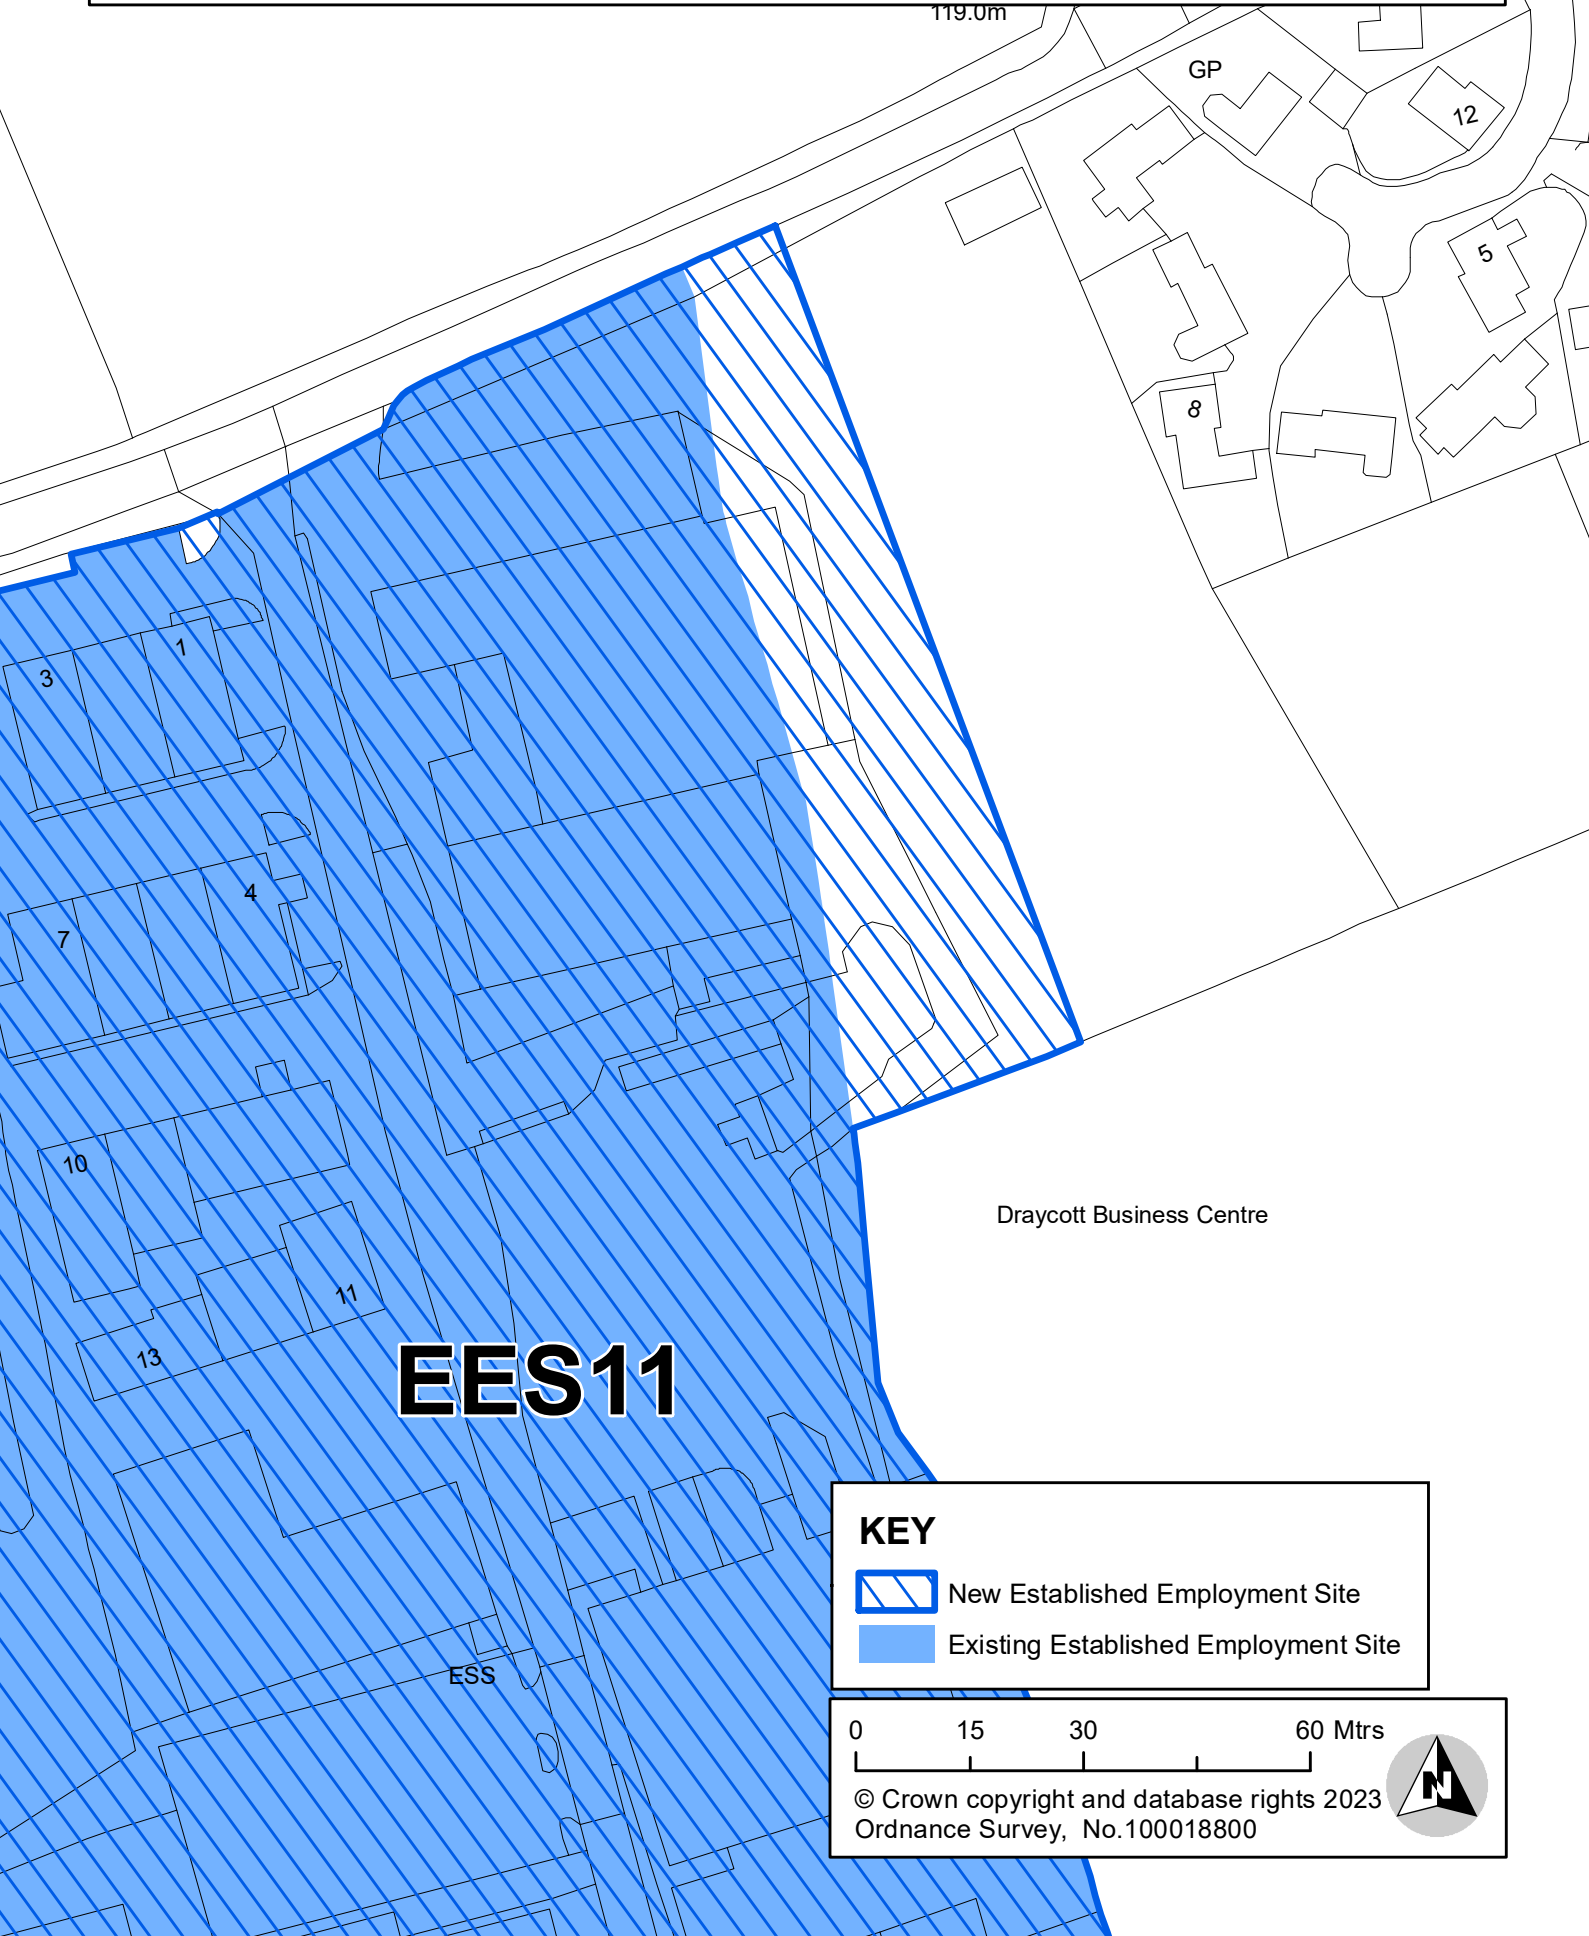 119.0m
GP
12
5
8
1
3
4
7
10
Draycott Business Centre
11
13
EES11
KEY
New Established Employment Site
Existing Established Employment Site
ESS
0 15 30 60 Mtrs
N
© Crown copyright and database rights 2023
Ordnance Survey, No.100018800